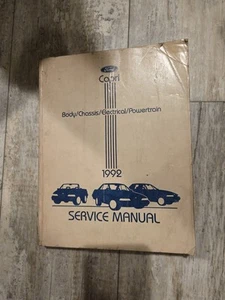 Ford
Capri
Body/Chassis/Electrical/Powertrain
1992
SERVICE MANUAL